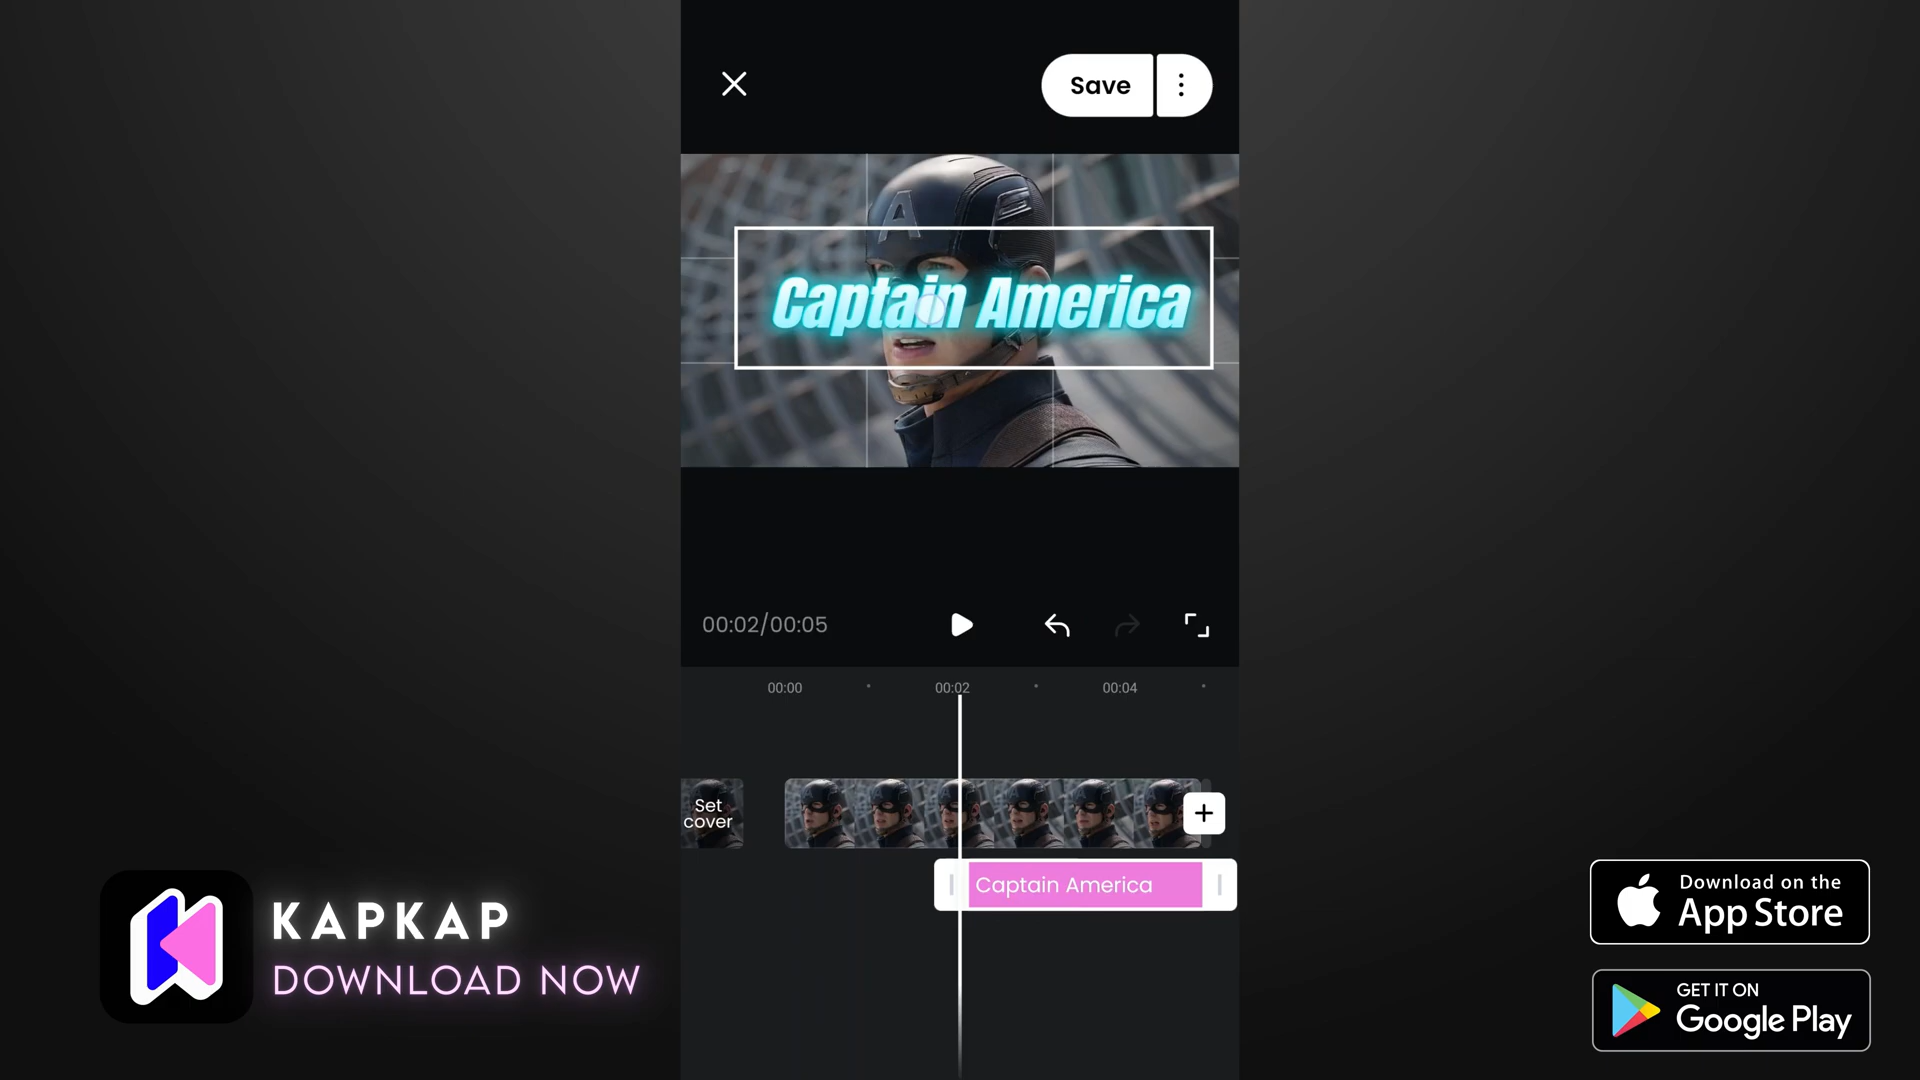 Save
A
Captain America
00:02/00:05
00:00
00:02
00:04
Set
cover
Captain America
KAPKAP
DOWNLOAD NOW
Download on the
App Store
GET IT ON
Google Play